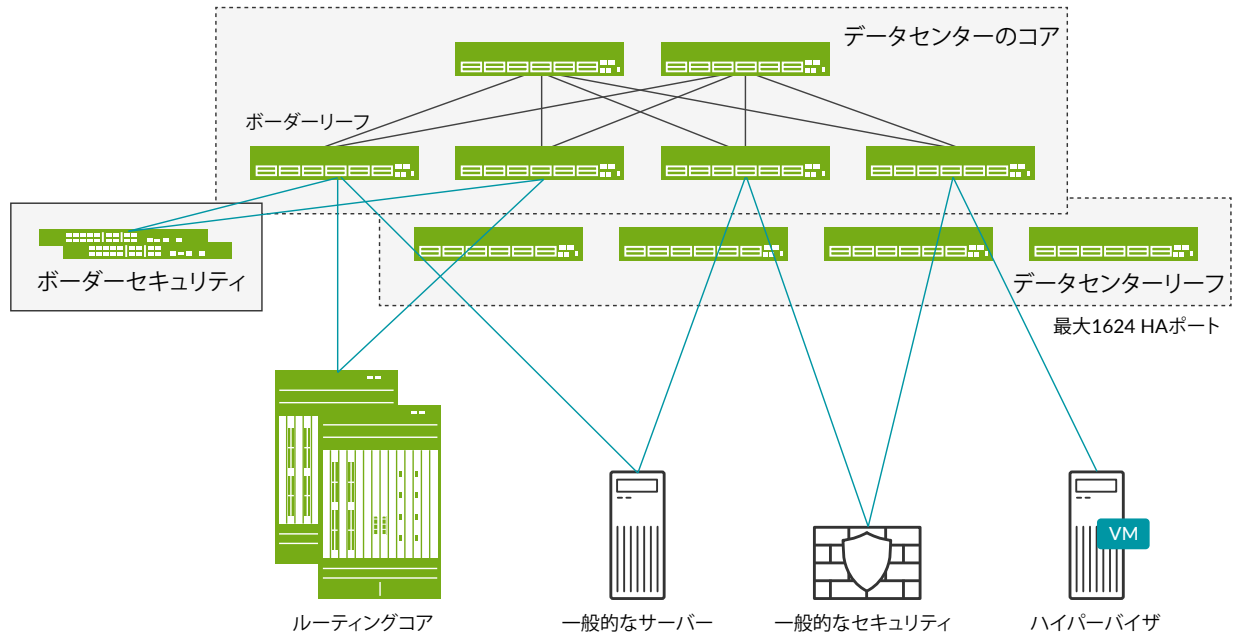 データセンターのコア
ボーダーリーフ
ボーダーセキュリティ
データセンターリーフ
最大1624 HAポート
VM
ルーティングコア
一般的なサーバー
一般的なセキュリティ
ハイパーバイザ